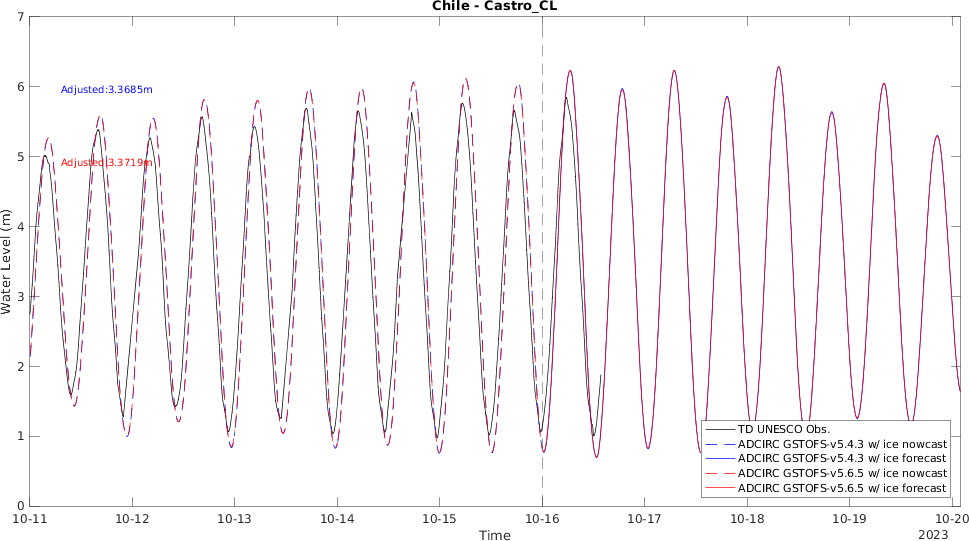 Chile - Castro_CL
7
6
5
4
3
2
1
0
Water Level (m)
Adjusted:3.3685m
Adjusted:3.3719m
TD UNESCO Obs.
ADCIRC GSTOFS-v5.4.3 w/ ice nowcast
ADCIRC GSTOFS-v5.4.3 w/ ice forecast
ADCIRC GSTOFS-v5.6.5 w/ ice nowcast
ADCIRC GSTOFS-v5.6.5 w/ ice forecast
10-11 10-12 10-13 10-14 10-15 10-16 10-17 10-18 10-19 10-20
Time
2023